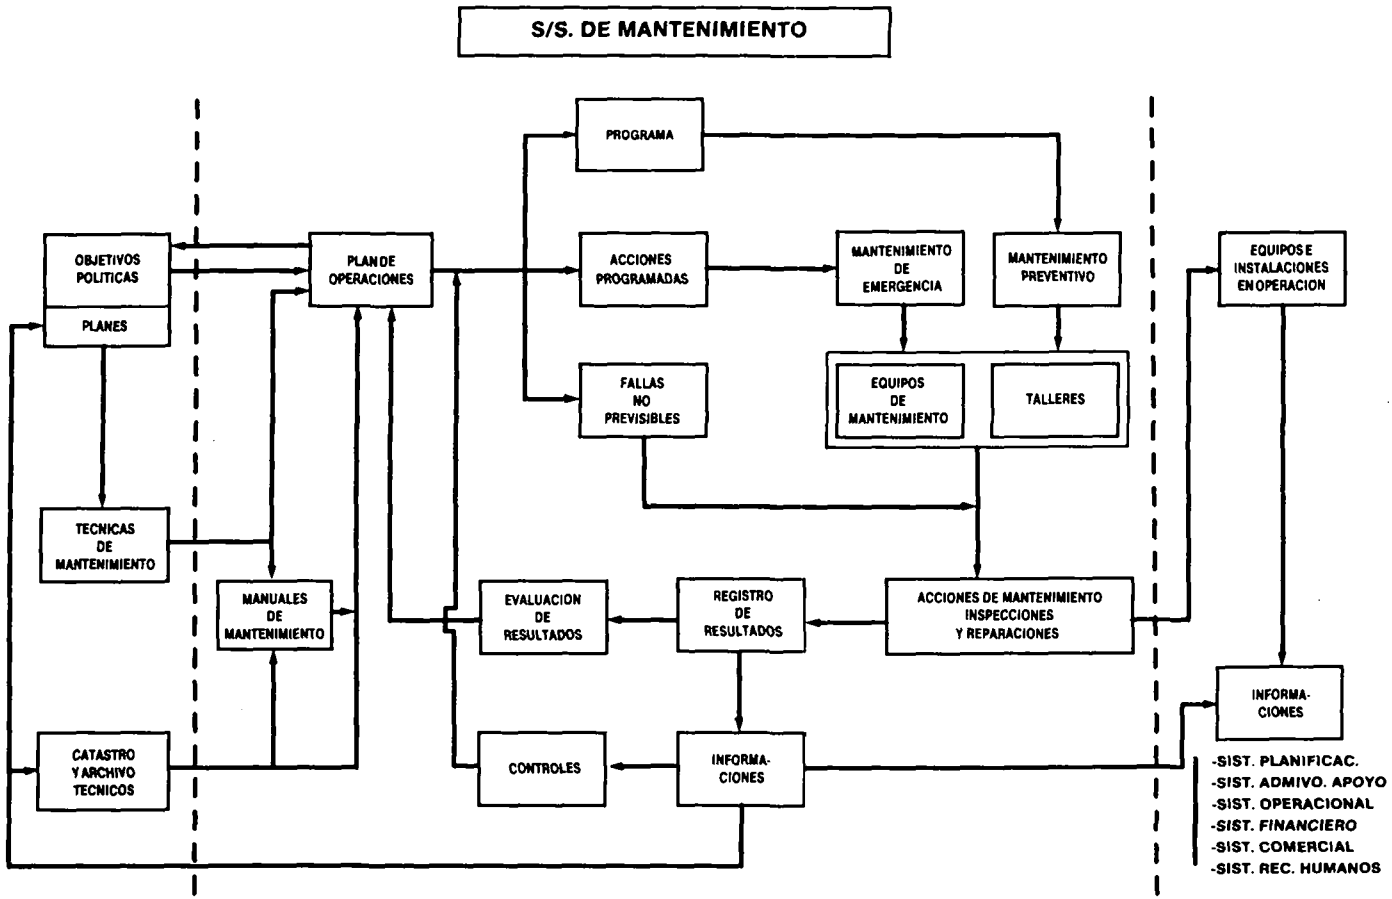 S/S. DE MANTENIMIENTO
PROGRAMA
OBJETIVOS
POLITICAS
PLANES
PLAN DE
OPERACIONES
ACCIONES
PROGRAMADAS
MANTENIMIENTO
DE
EMERGENCIA
MANTENIMIENTO
PREVENTIVO
EQUIPOS E
INSTALACIONES
EN OPERACION
FALLAS
NO
PREVISIBLES
EQUIPOS
DE
MANTENIMIENTO
TALLERES
TECNICAS
DE
MANTENIMIENTO
MANUALES
DE
MANTENIMIENTO
EVALUACION
DE
RESULTADOS
REGISTRO
DE
RESULTADOS
ACCIONES DE MANTENIMIENTO
INSPECCIONES
Y REPARACIONES
INFORMA-
CIONES
CATASTRO
Y ARCHIVO
TECNICOS
CONTROLES
INFORMA-
CIONES
-SIST. PLANIFICAC.
-SIST. ADMIVO. APOYO
-SIST. OPERACIONAL
-SIST. FINANCIERO
-SIST. COMERCIAL
-SIST. REC. HUMANOS